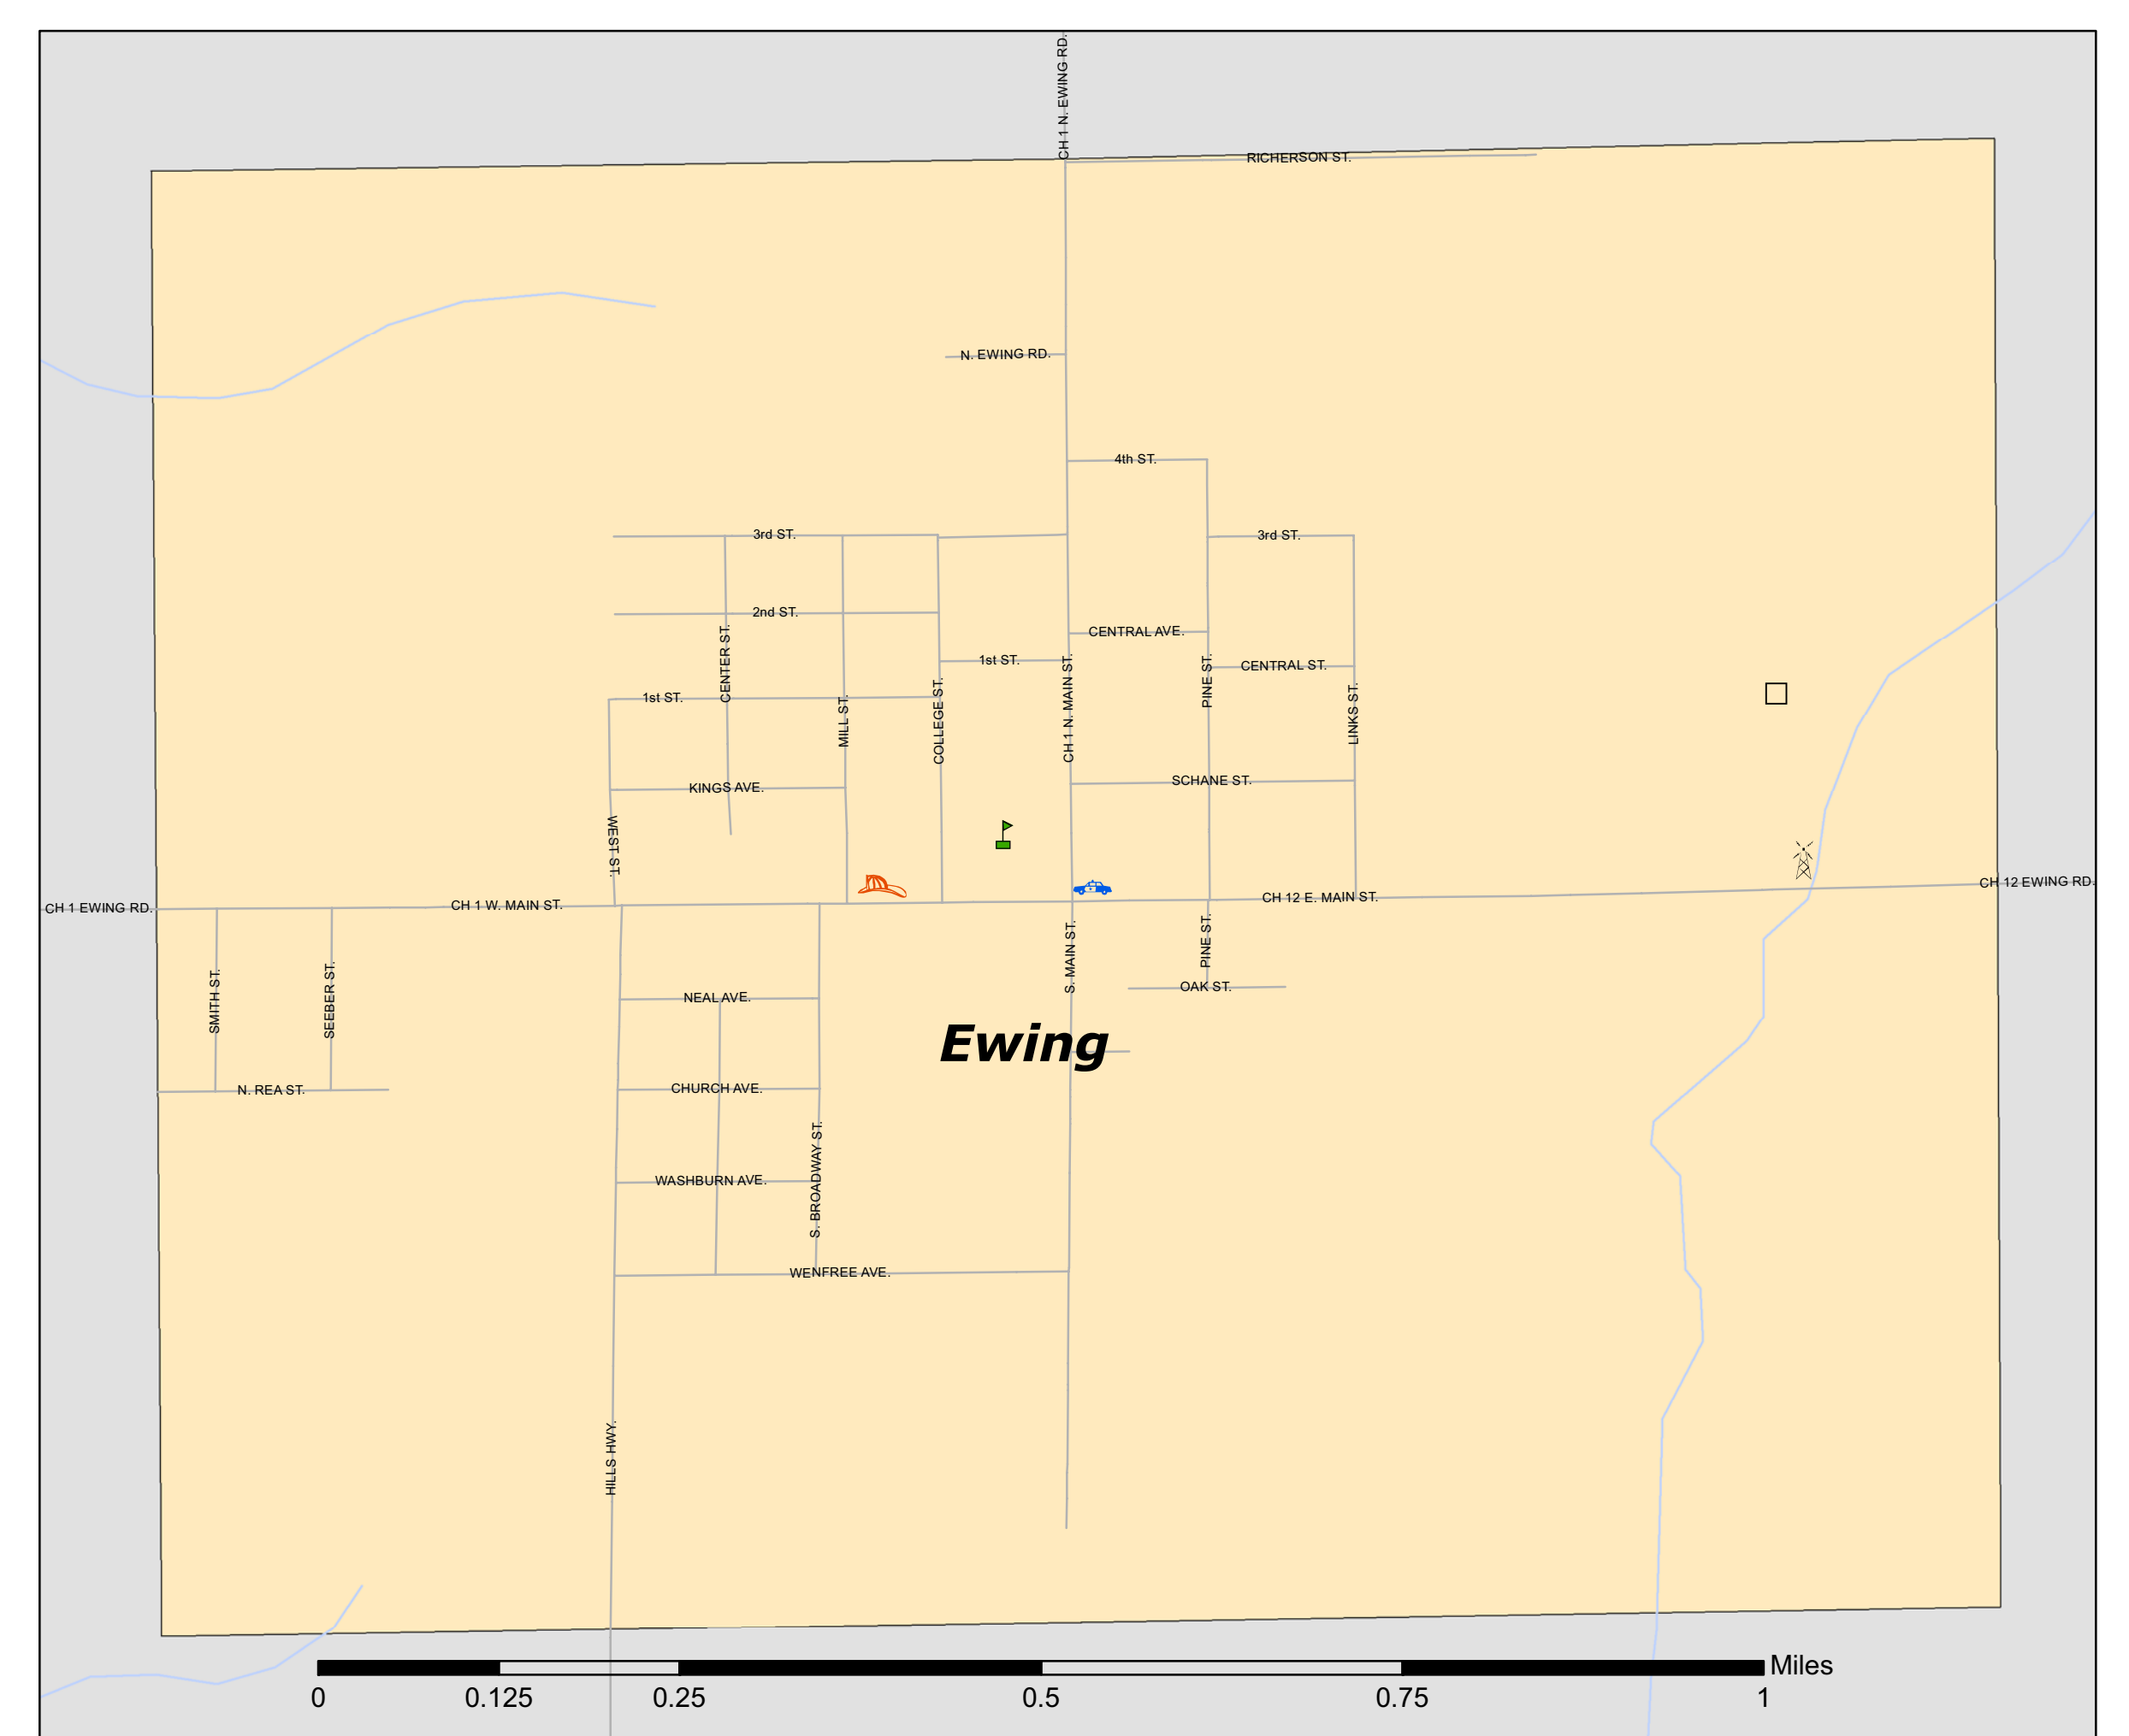 CH 1 N. EWING RD.
RICHERSON ST.
N. EWING RD.
4th ST.
3rd ST.
3rd ST.
2nd ST.
CENTRAL AVE.
1st ST.
CENTRAL ST.
CENTER ST.
1st ST.
MILL ST.
COLLEGE ST.
CH 1 N. MAIN ST.
PINE ST.
LINKS ST.
KINGS AVE.
SCHANE ST.
WEST ST.
CH 1 EWING RD.
CH 1 W. MAIN ST.
CH 12 E. MAIN ST.
CH 12 EWING RD.
SMITH ST.
SEEBER ST.
NEAL AVE.
S. MAIN ST.
PINE ST.
OAK ST.
Ewing
N. REA ST.
CHURCH AVE.
WASHBURN AVE.
S. BROADWAY ST.
WENFREE AVE.
HILLS HWY.
Miles
0 0.125 0.25 0.5 0.75 1